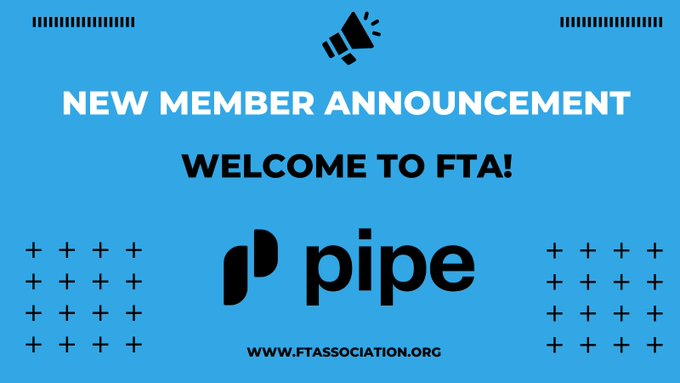 NEW MEMBER ANNOUNCEMENT
WELCOME TO FTA!
pipe
WWW.FTASSOCIATION.ORG